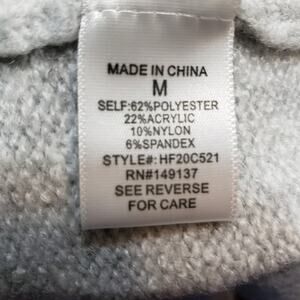 MADE IN CHINA
M
SELF:62%POLYESTER
22%ACRYLIC
10%NYLON
6%SPANDEX
STYLE#:HF20C521
RN#149137
SEE REVERSE
FOR CARE